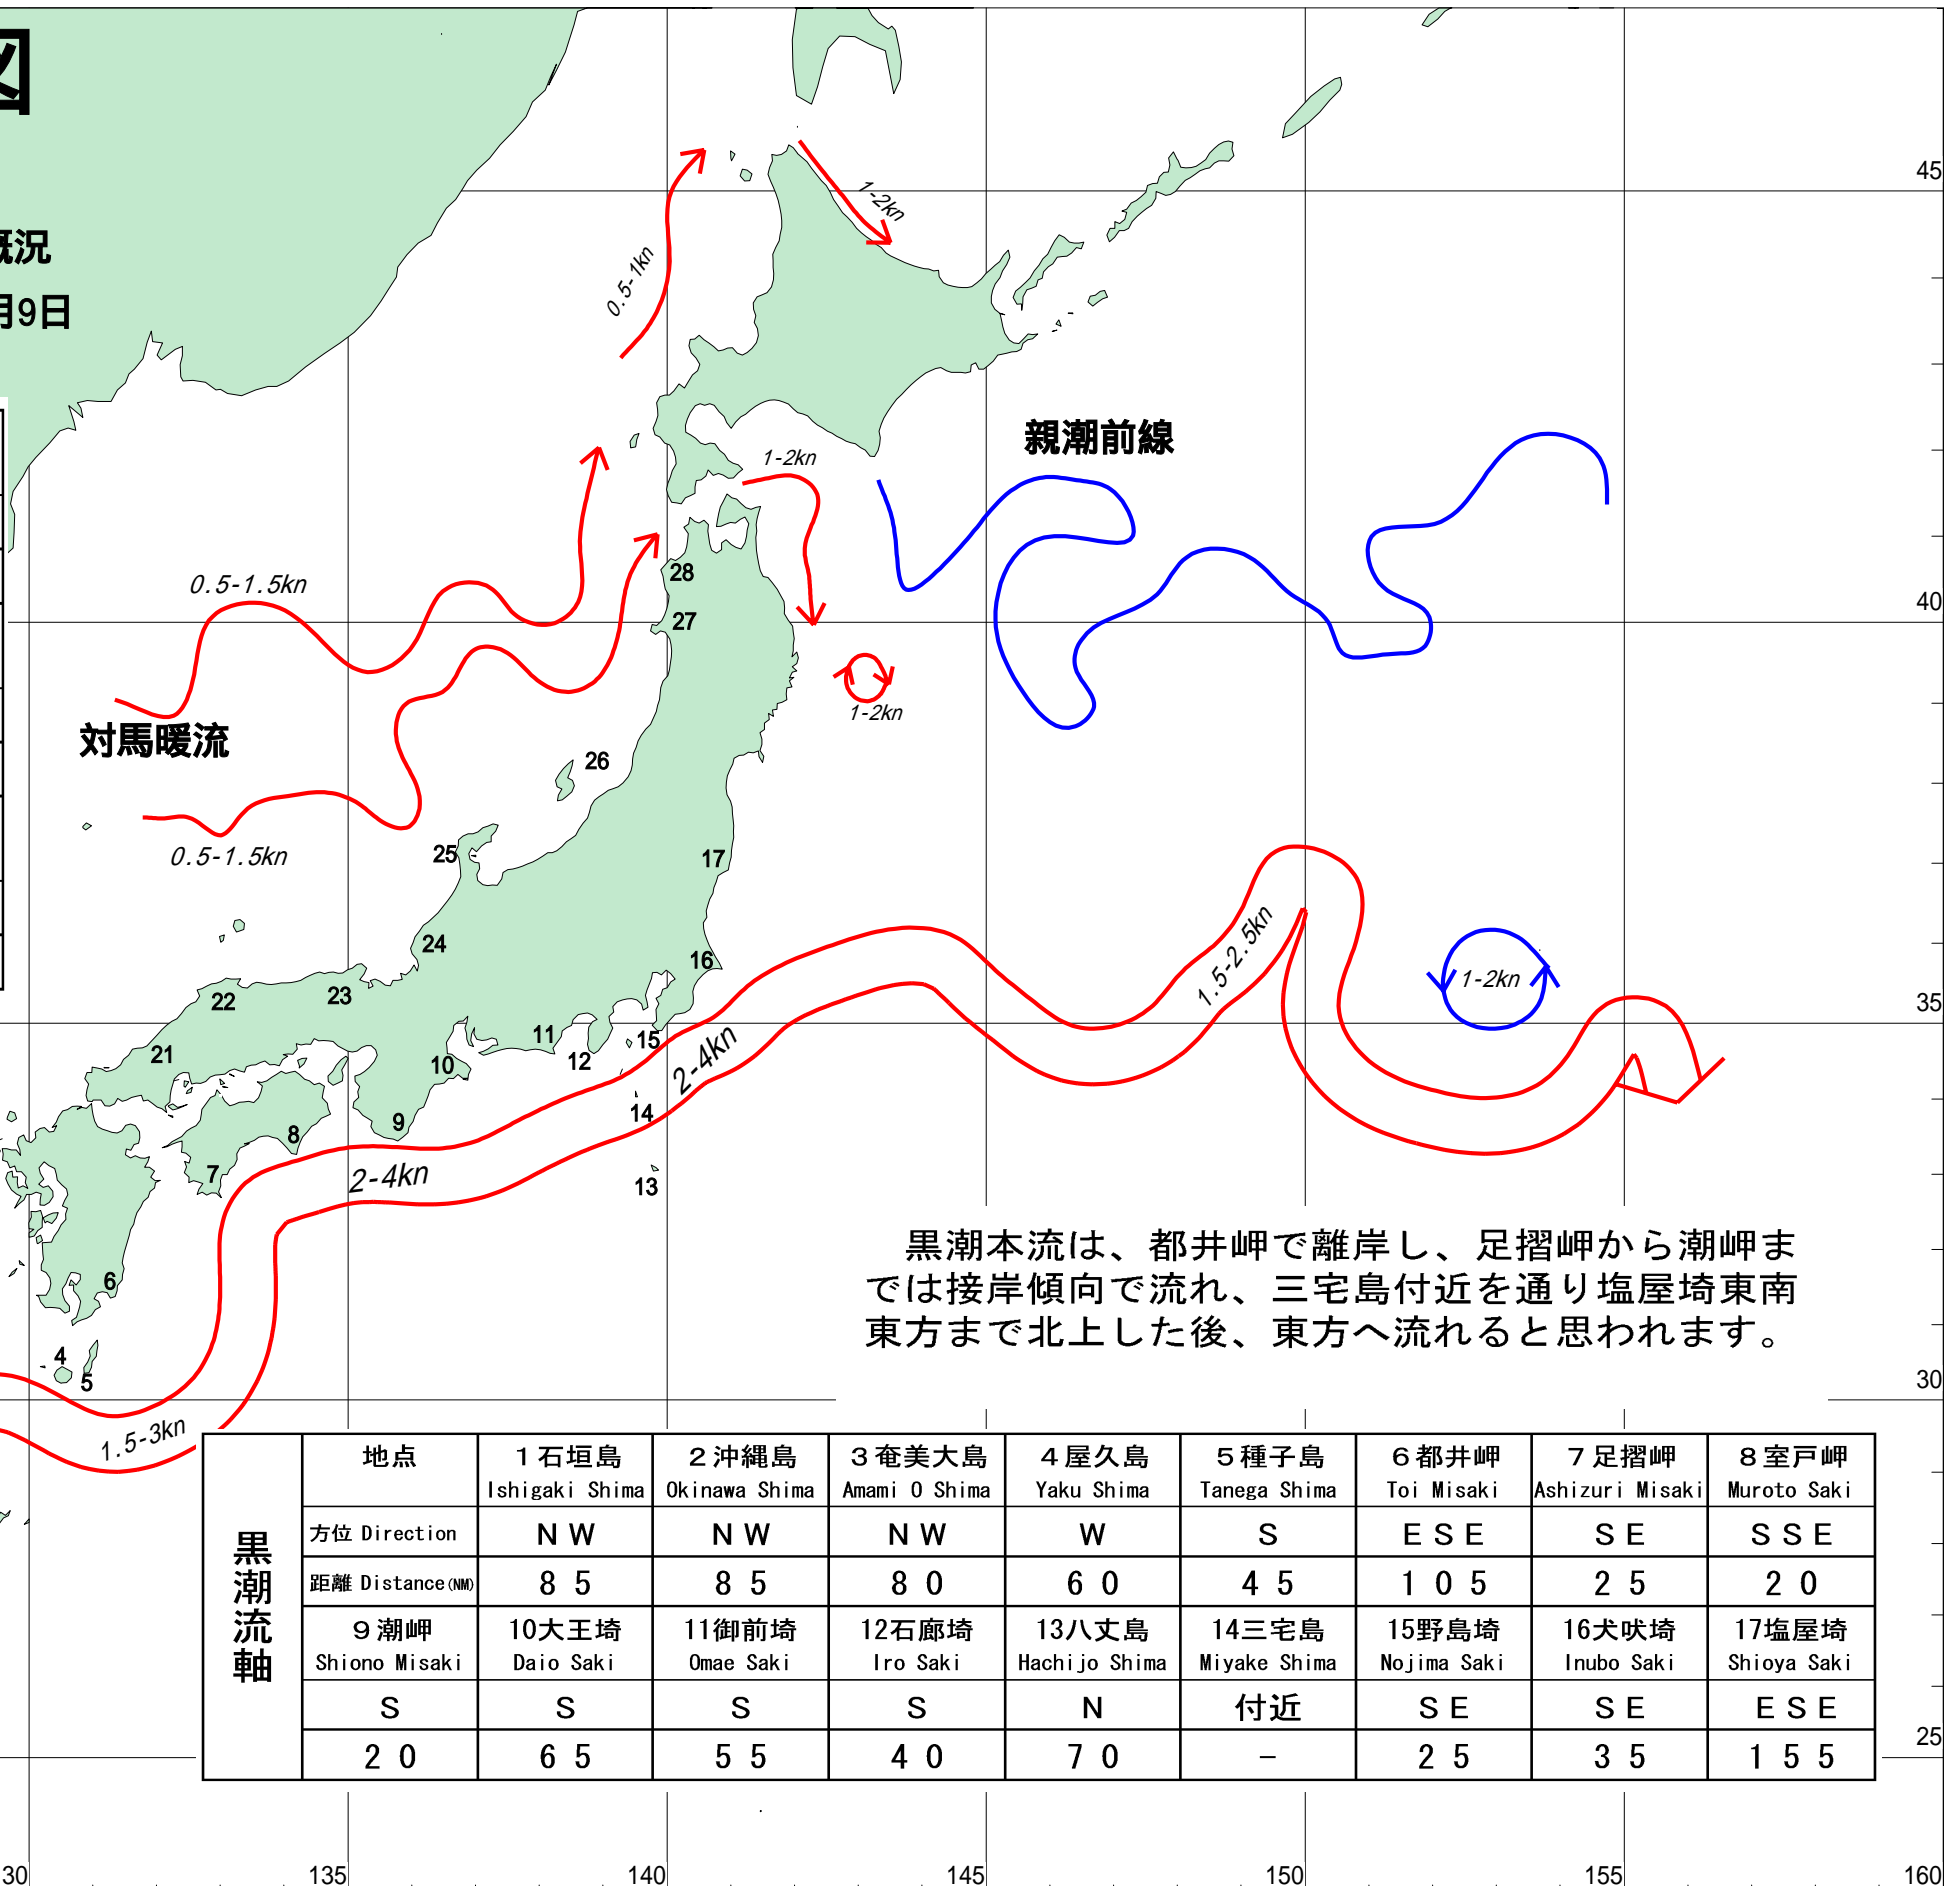 図
況
月9日
45
1-2kn
0.5-1kn
親潮前線
1-2kn
28
0.5-1.5kn
27
40
1-2kn
対馬暖流
26
0.5-1.5kn
25
17
24
16
1.5-2.5kn
1-2kn
22
23
35
21
11
12
15
10
2-4kn
14
9
8
7
2-4kn
13
6
黒潮本流は、都井岬で離岸し、足摺岬から潮岬ま
では接岸傾向で流れ、三宅島付近を通り塩屋埼東南
東方まで北上した後、東方へ流れると思われます。
4
5
30
1.5-3kn
黒潮流軸
地点 1石垣島 2沖縄島 3奄美大島 4屋久島 5種子島 6都井岬 7足摺岬 8室戸岬
Ishigaki Shima Okinawa Shima Amami O Shima Yaku Shima Tanega Shima Toi Misaki Ashizuri Misaki Muroto Saki
方位 Direction NW NW NW W S ESE SE SSE
距離 Distance(NM) 85 85 80 60 45 105 25 20
9潮岬 10大王埼 11御前埼 12石廊埼 13八丈島 14三宅島 15野島埼 16犬吠埼 17塩屋埼
Shiono Misaki Daio Saki Omae Saki Iro Saki Hachijo Shima Miyake Shima Nojima Saki Inubo Saki Shioya Saki
S S S S N 付近 SE SE ESE
20 65 55 40 70 － 25 35 155
25
30 135 140 145 150 155 160